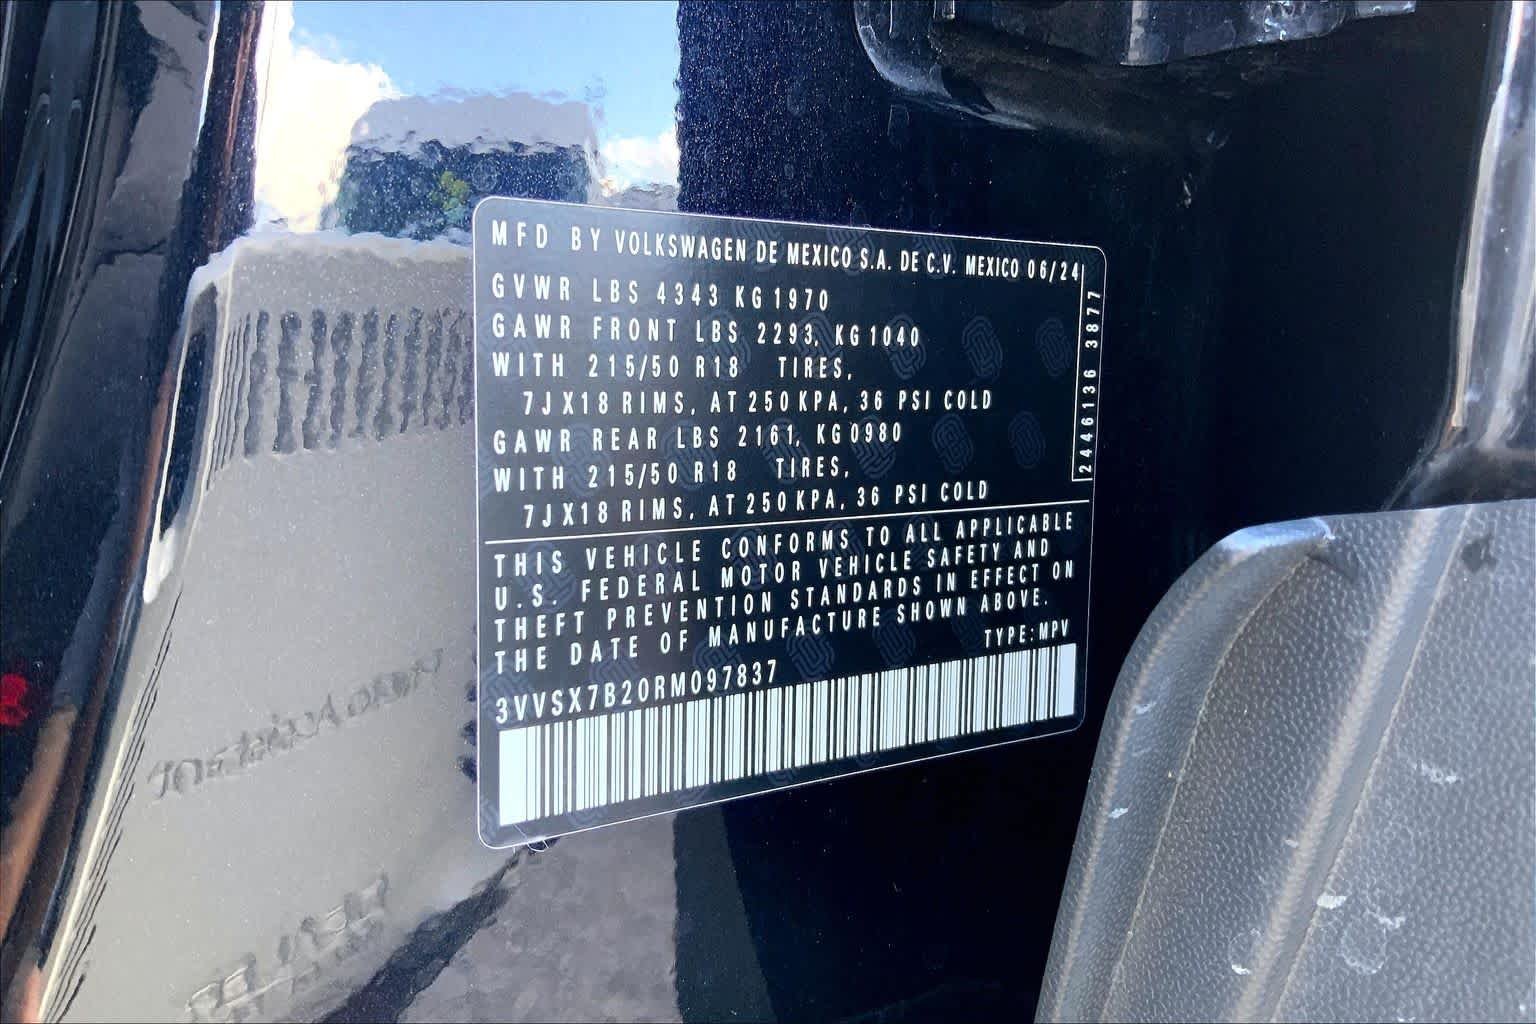 MFD BY VOLKSWAGEN DE MEXICO S.A. DE C.V. MEXICO 06/24
GVWR LBS 4343 KG 1970
GAWR FRONT LBS 2293, KG 1040
WITH 215/50 R18 TIRES,
7J X18 RIMS, AT 250 KPA, 36 PSI COLD
GAWR REAR LBS 2161, KG 0980
WITH 215/50 R18 TIRES,
7J X18 RIMS, AT 250 KPA, 36 PSI COLD
2446136 3877
THIS VEHICLE CONFORMS TO ALL APPLICABLE
U.S. FEDERAL MOTOR VEHICLE SAFETY AND
THEFT PREVENTION STANDARDS IN EFFECT ON
THE DATE OF MANUFACTURE SHOWN ABOVE.
TYPE: MPV
3VVSX7B20RM097837